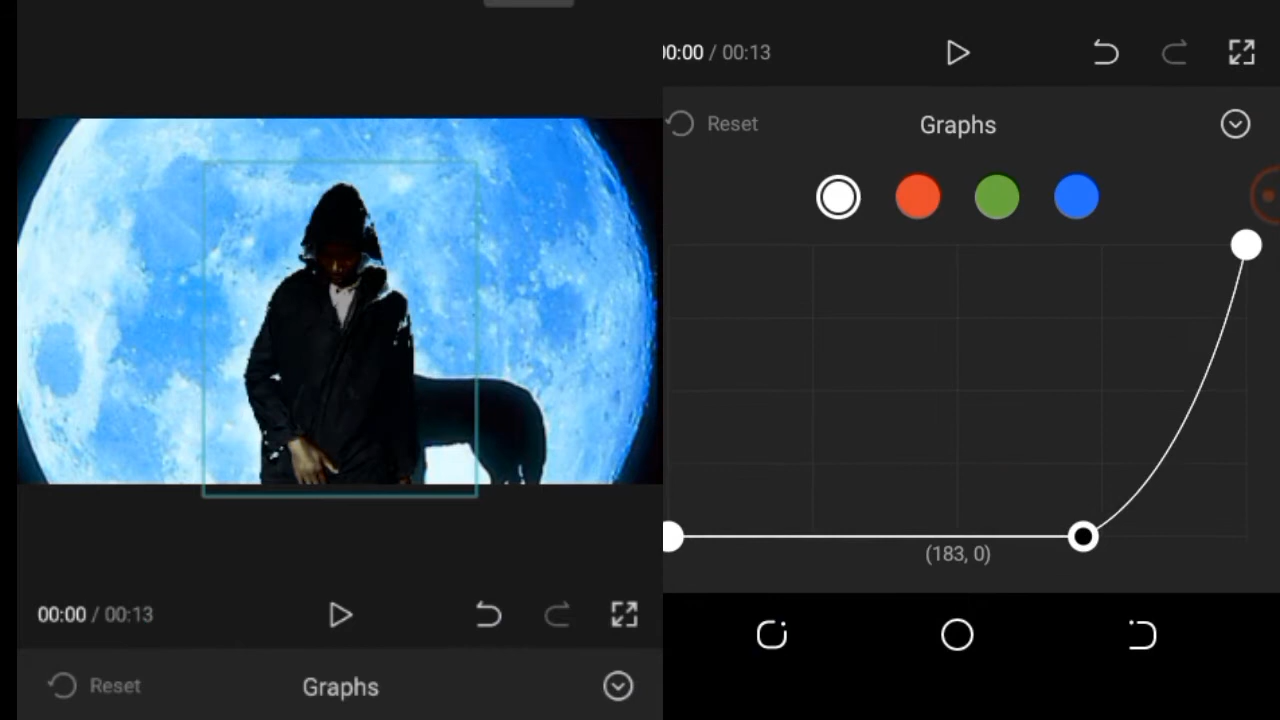 00:00 / 00:13
Reset
Graphs
00:00 / 00:13
Reset
Graphs
(183, 0)